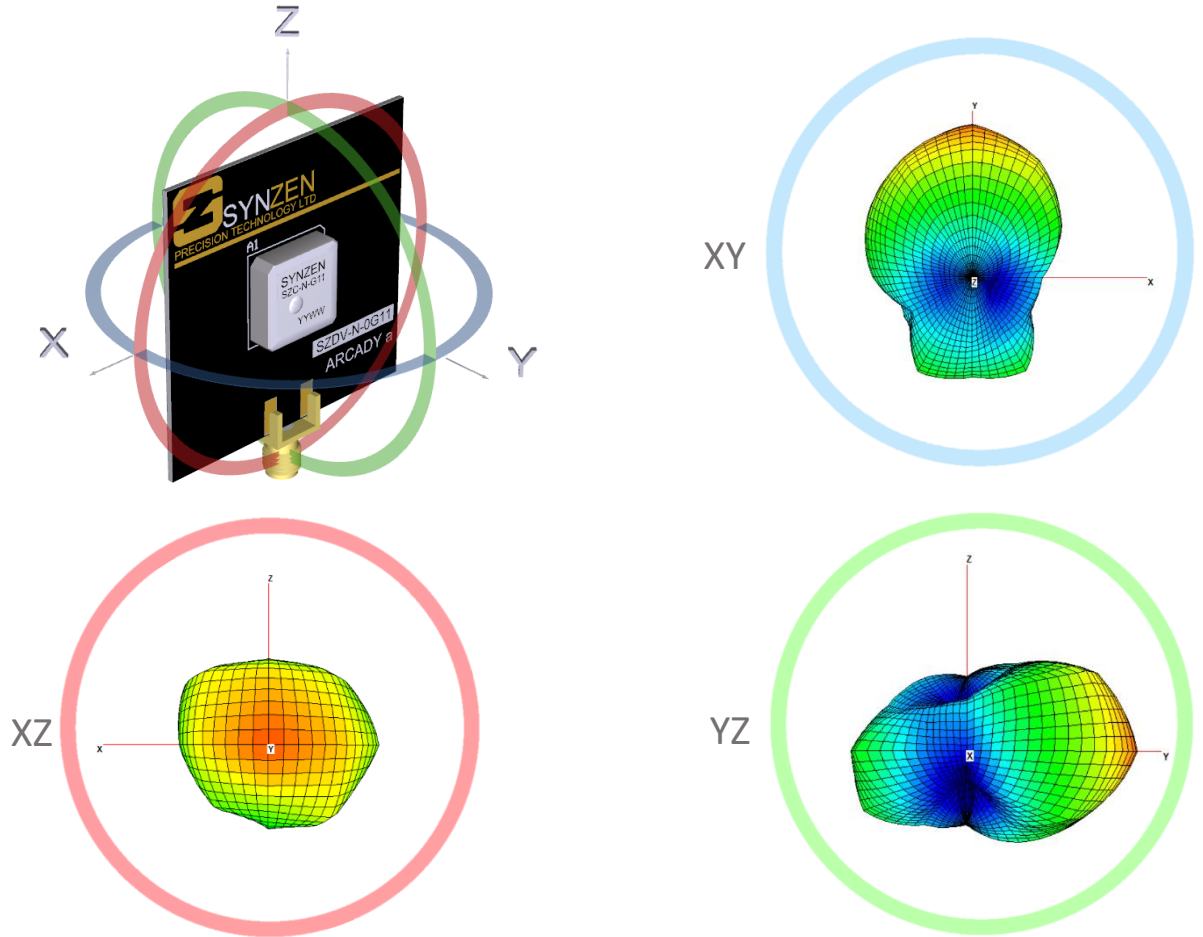 Z
SYNZEN
PRECISION TECHNOLOGY LTD
A1
SYNZEN
SZC-N-G11
YYWW
SZDV-N-0G11
ARCADY a
X
Y
XY
Y
Z
X
XZ
Z
X
Y
YZ
Z
X
Y